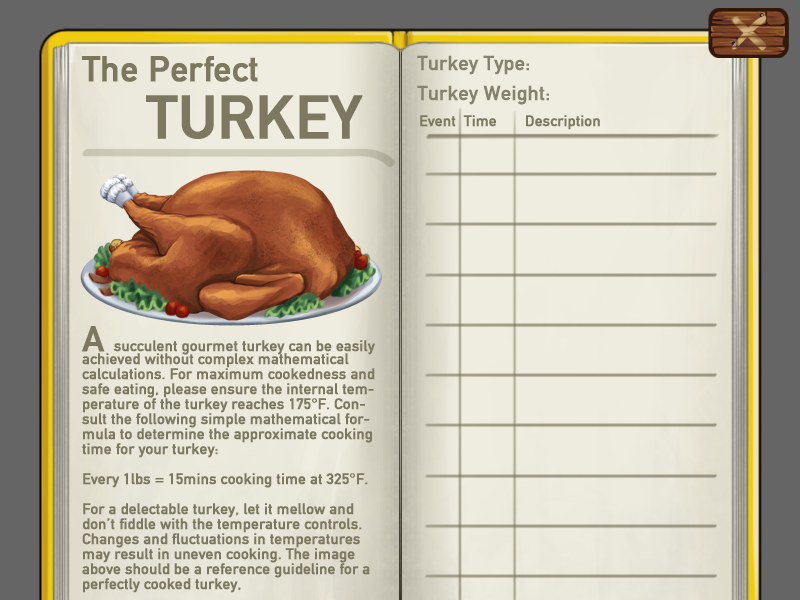 The Perfect
TURKEY
A succulent gourmet turkey can be easily
achieved without complex mathematical
calculations. For maximum cookedness and
safe eating, please ensure the internal tem-
perature of the turkey reaches 175°F. Con-
sult the following simple mathematical for-
mula to determine the approximate cooking
time for your turkey:
Every 1lbs = 15mins cooking time at 325°F.
For a delectable turkey, let it mellow and
don't fiddle with the temperature controls.
Changes and fluctuations in temperatures
may result in uneven cooking. The image
above should be a reference guideline for a
perfectly cooked turkey,
Turkey Type:
Turkey Weight:
Event Time Description